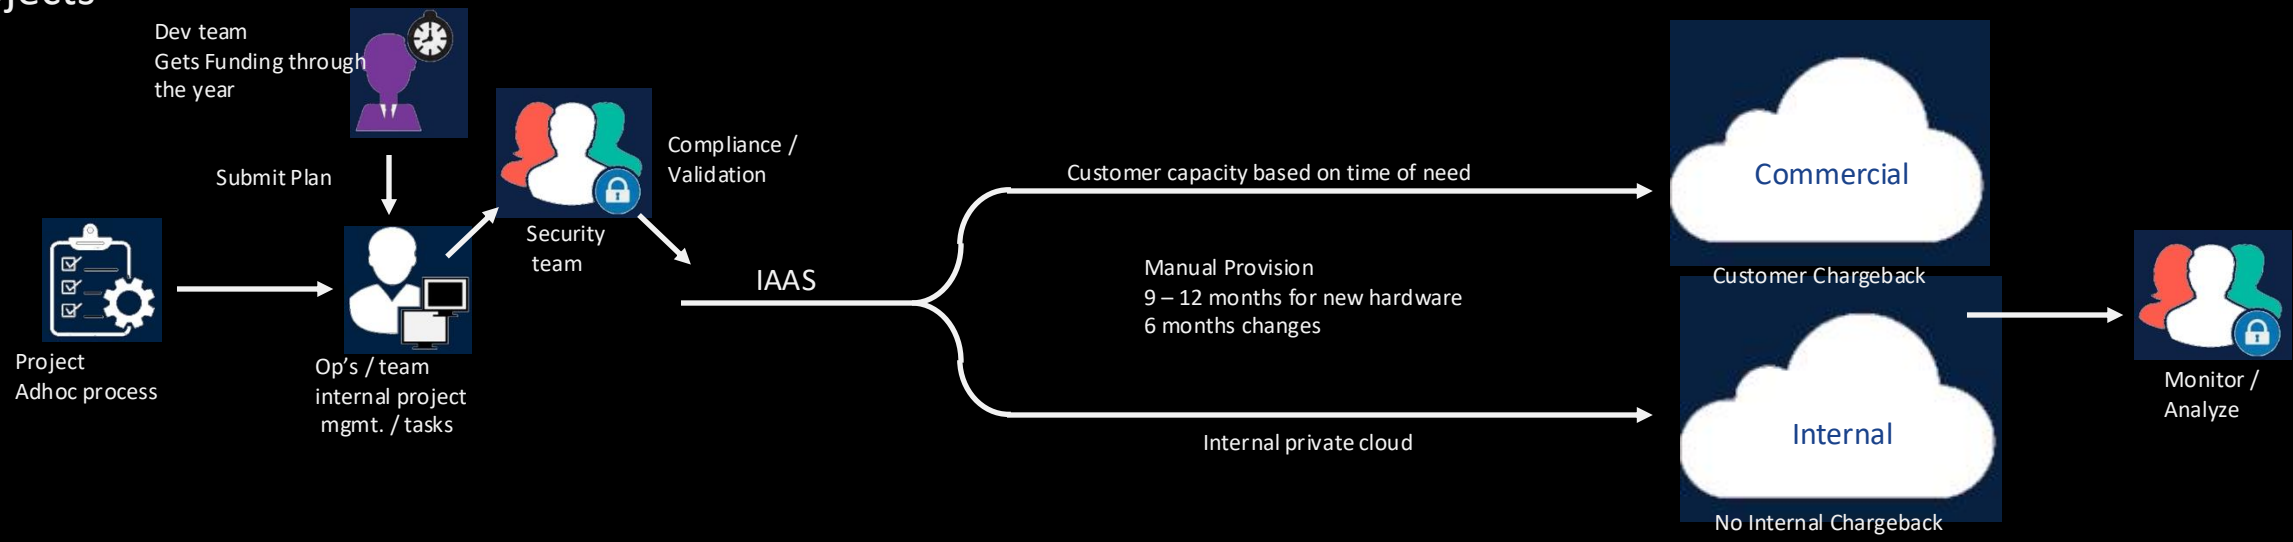 Dev team
Gets Funding through
the year
Submit Plan
Project
Adhoc process
Op's / team
internal project
mgmt. / tasks
Security
team
Compliance /
Validation
IAAS
Customer capacity based on time of need
Manual Provision
9 – 12 months for new hardware
6 months changes
Internal private cloud
Commercial
Customer Chargeback
Internal
No Internal Chargeback
Monitor /
Analyze